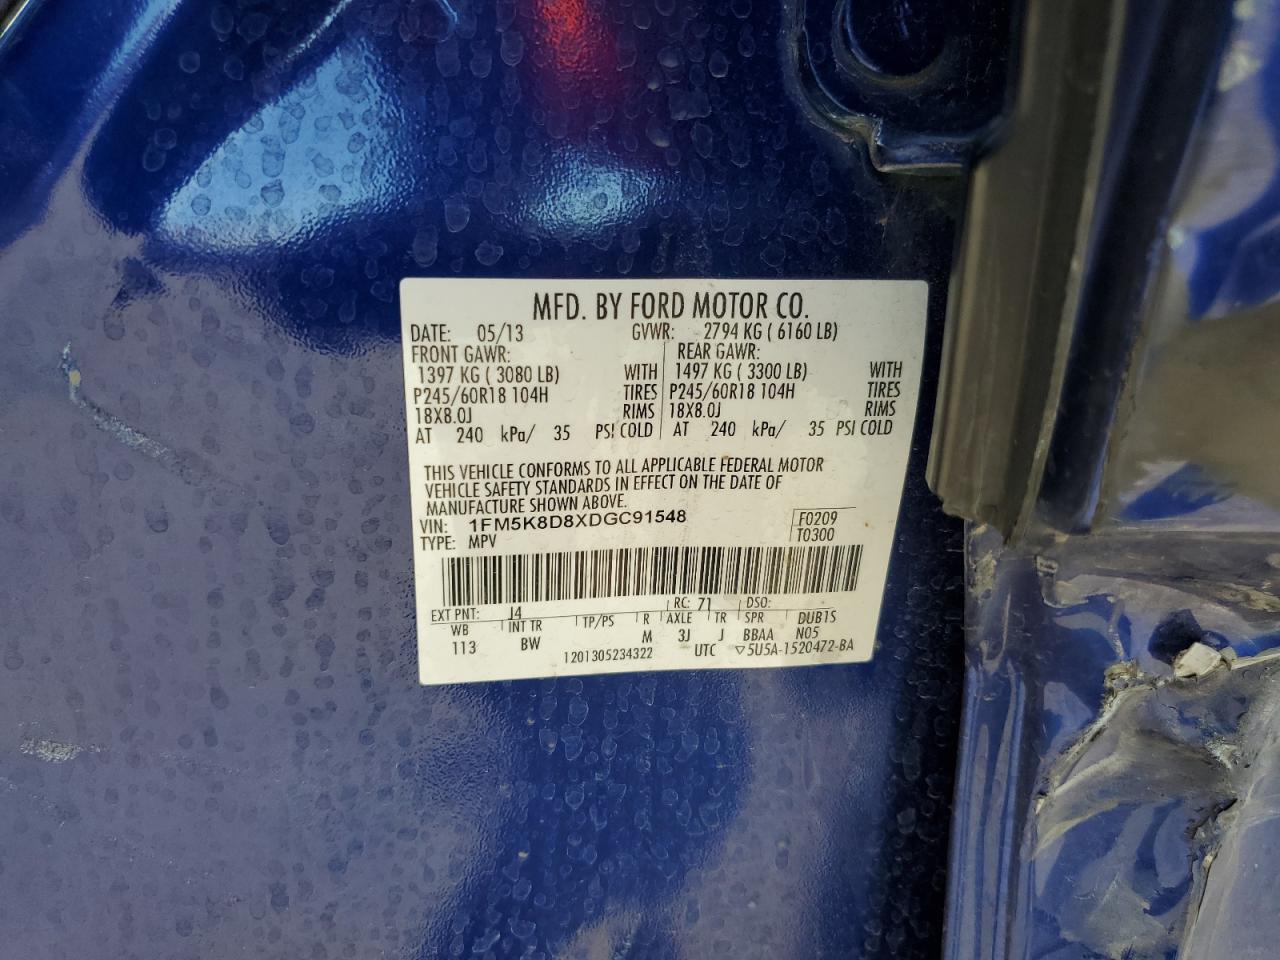 MFD. BY FORD MOTOR CO.
DATE: 05/13 GVWR: 2794 KG ( 6160 LB)
FRONT GAWR: REAR GAWR:
1397 KG ( 3080 LB) WITH 1497 KG ( 3300 LB) WITH
P245/60R18 104H TIRES P245/60R18 104H TIRES
18X8.0J RIMS 18X8.0J RIMS
AT 240 kPa/ 35 PSI COLD AT 240 kPa/ 35 PSI COLD
THIS VEHICLE CONFORMS TO ALL APPLICABLE FEDERAL MOTOR
VEHICLE SAFETY STANDARDS IN EFFECT ON THE DATE OF
MANUFACTURE SHOWN ABOVE.
VIN: 1FM5K8D8XDGC91548 F0209
TYPE: MPV T0300
EXT PNT: J4 RC: 71 DSO:
WB INT TR TP/PS R AXLE TR SPR DUB1S
113 BW M 3J J BBAA N05
1201305234322 UTC ▽5U5A-1520472-BA